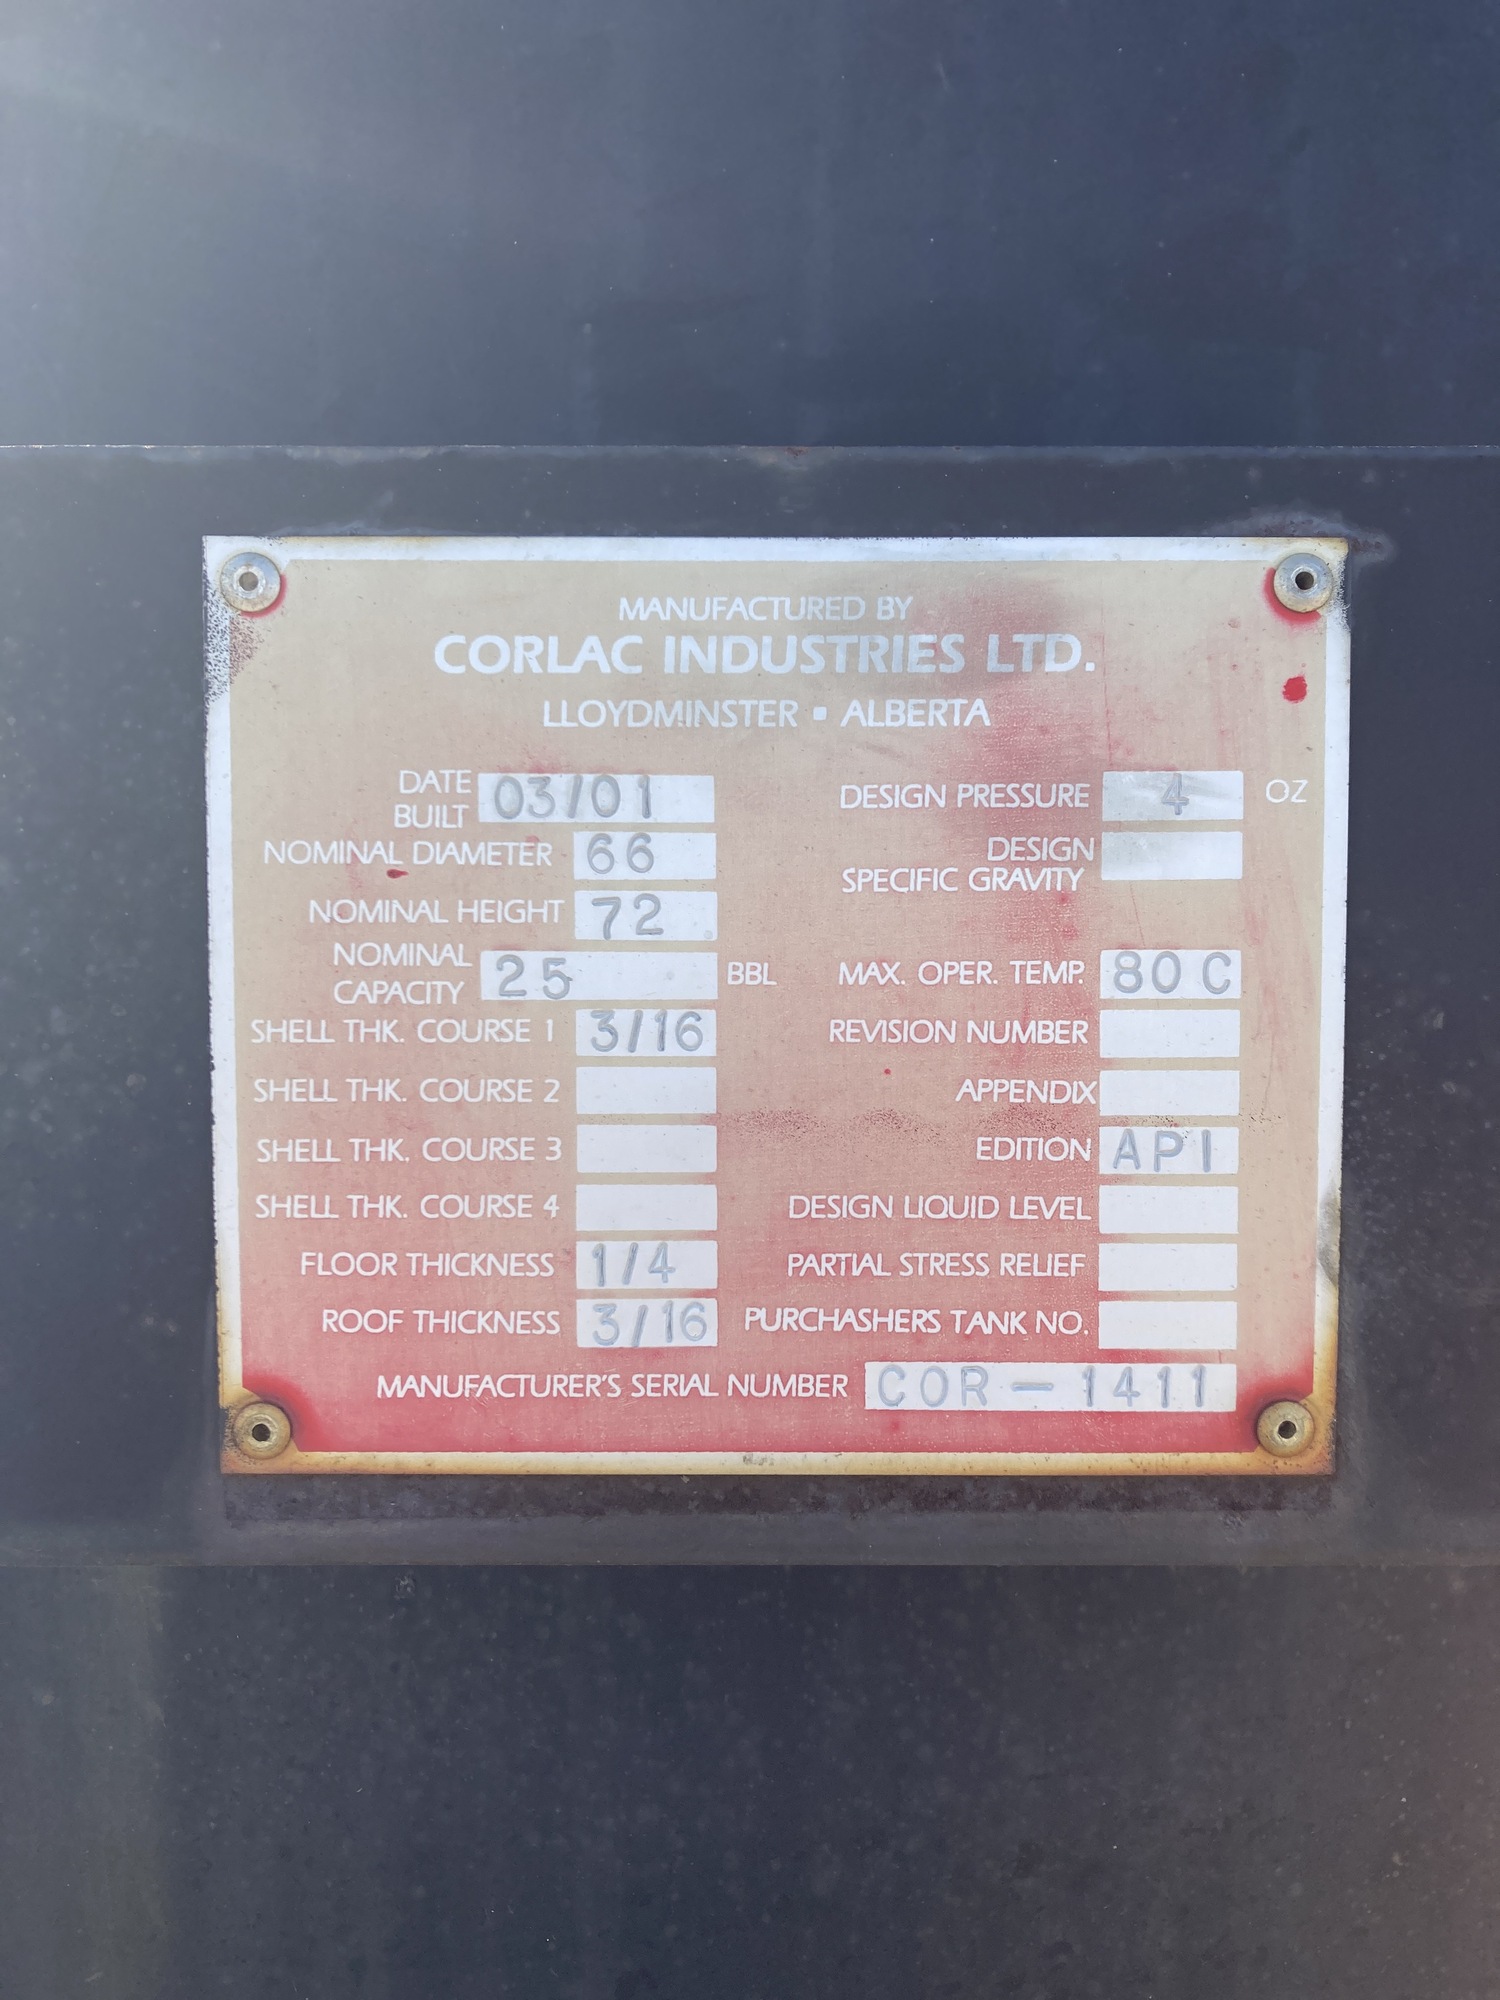 MANUFACTURED BY
CORLAC INDUSTRIES LTD.
LLOYDMINSTER ▪ ALBERTA
DATE BUILT 03/01
NOMINAL DIAMETER 66
NOMINAL HEIGHT 72
NOMINAL CAPACITY 25 BBL
SHELL THK. COURSE 1 3/16
SHELL THK. COURSE 2
SHELL THK. COURSE 3
SHELL THK. COURSE 4
FLOOR THICKNESS 1/4
ROOF THICKNESS 3/16
DESIGN PRESSURE 4 OZ
DESIGN SPECIFIC GRAVITY
MAX. OPER. TEMP. 80 C
REVISION NUMBER
APPENDIX
EDITION API
DESIGN LIQUID LEVEL
PARTIAL STRESS RELIEF
PURCHASHERS TANK NO.
MANUFACTURER'S SERIAL NUMBER COR-1411